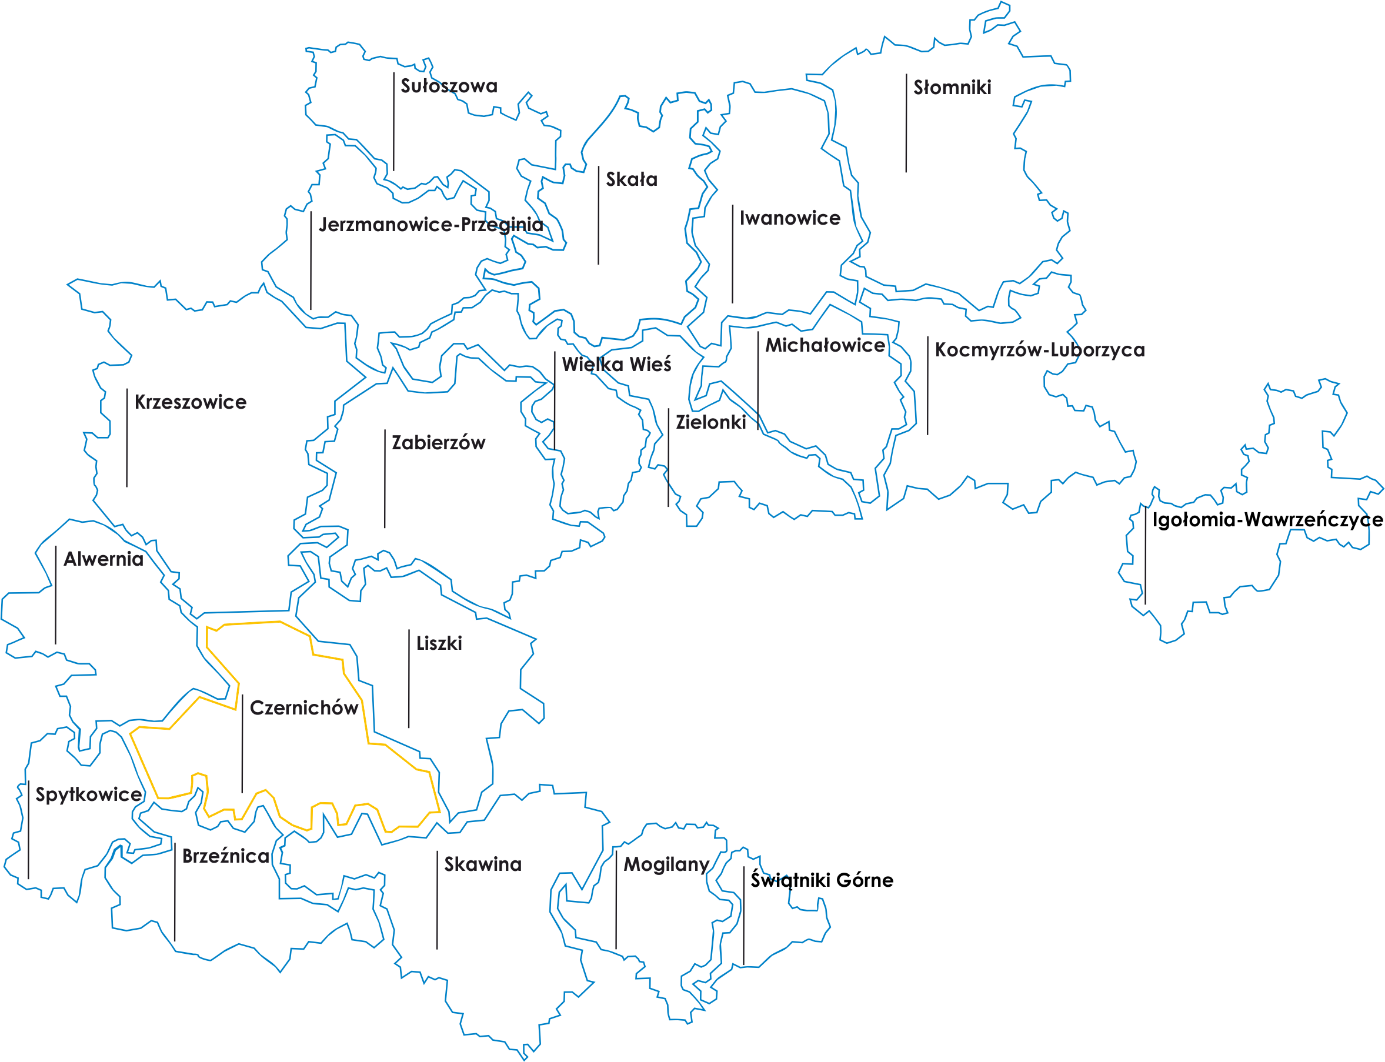 Sułoszowa
Słomniki
Skała
Iwanowice
Jerzmanowice-Przeginia
Michałowice
Kocmyrzów-Luborzyca
Wielka Wieś
Krzeszowice
Zielonki
Zabierzów
Igołomia-Wawrzeńczyce
Alwernia
Liszki
Czernichów
Spytkowice
Brzeźnica
Skawina
Mogilany
Świątniki Górne